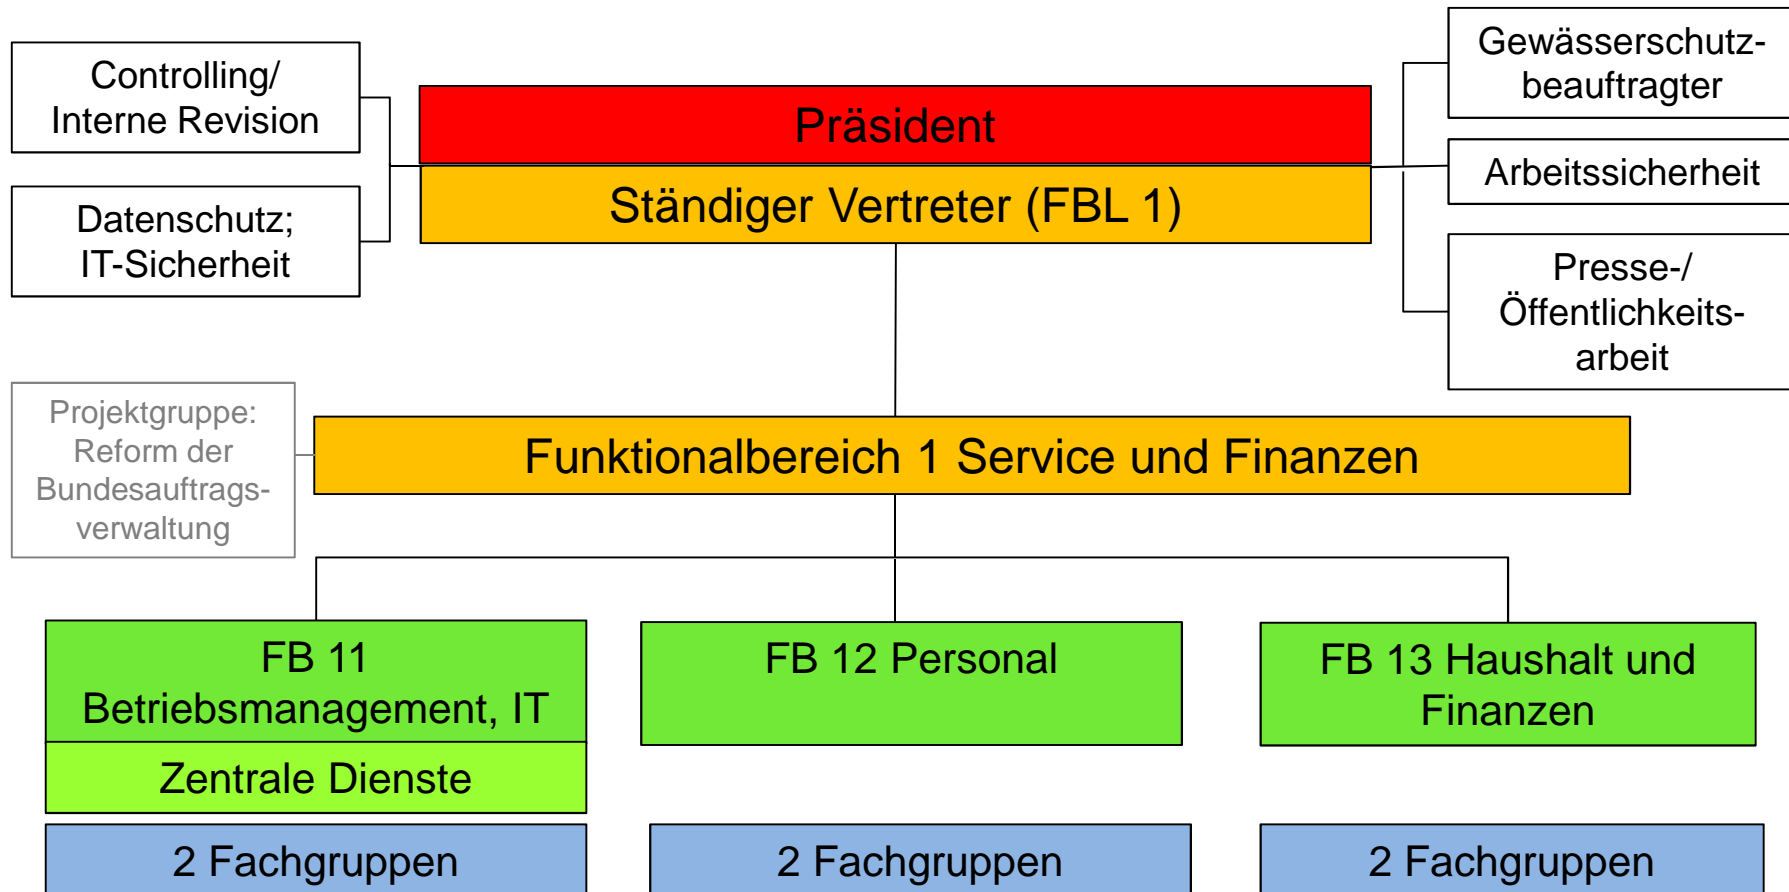 Controlling/
Interne Revision
Datenschutz;
IT-Sicherheit
Präsident
Ständiger Vertreter (FBL 1)
Gewässerschutz-
beauftragter
Arbeitssicherheit
Presse-/
Öffentlichkeits-
arbeit
Projektgruppe:
Reform der
Bundesauftrags-
verwaltung
Funktionalbereich 1 Service und Finanzen
FB 11
Betriebsmanagement, IT
Zentrale Dienste
2 Fachgruppen
FB 12 Personal
2 Fachgruppen
FB 13 Haushalt und
Finanzen
2 Fachgruppen